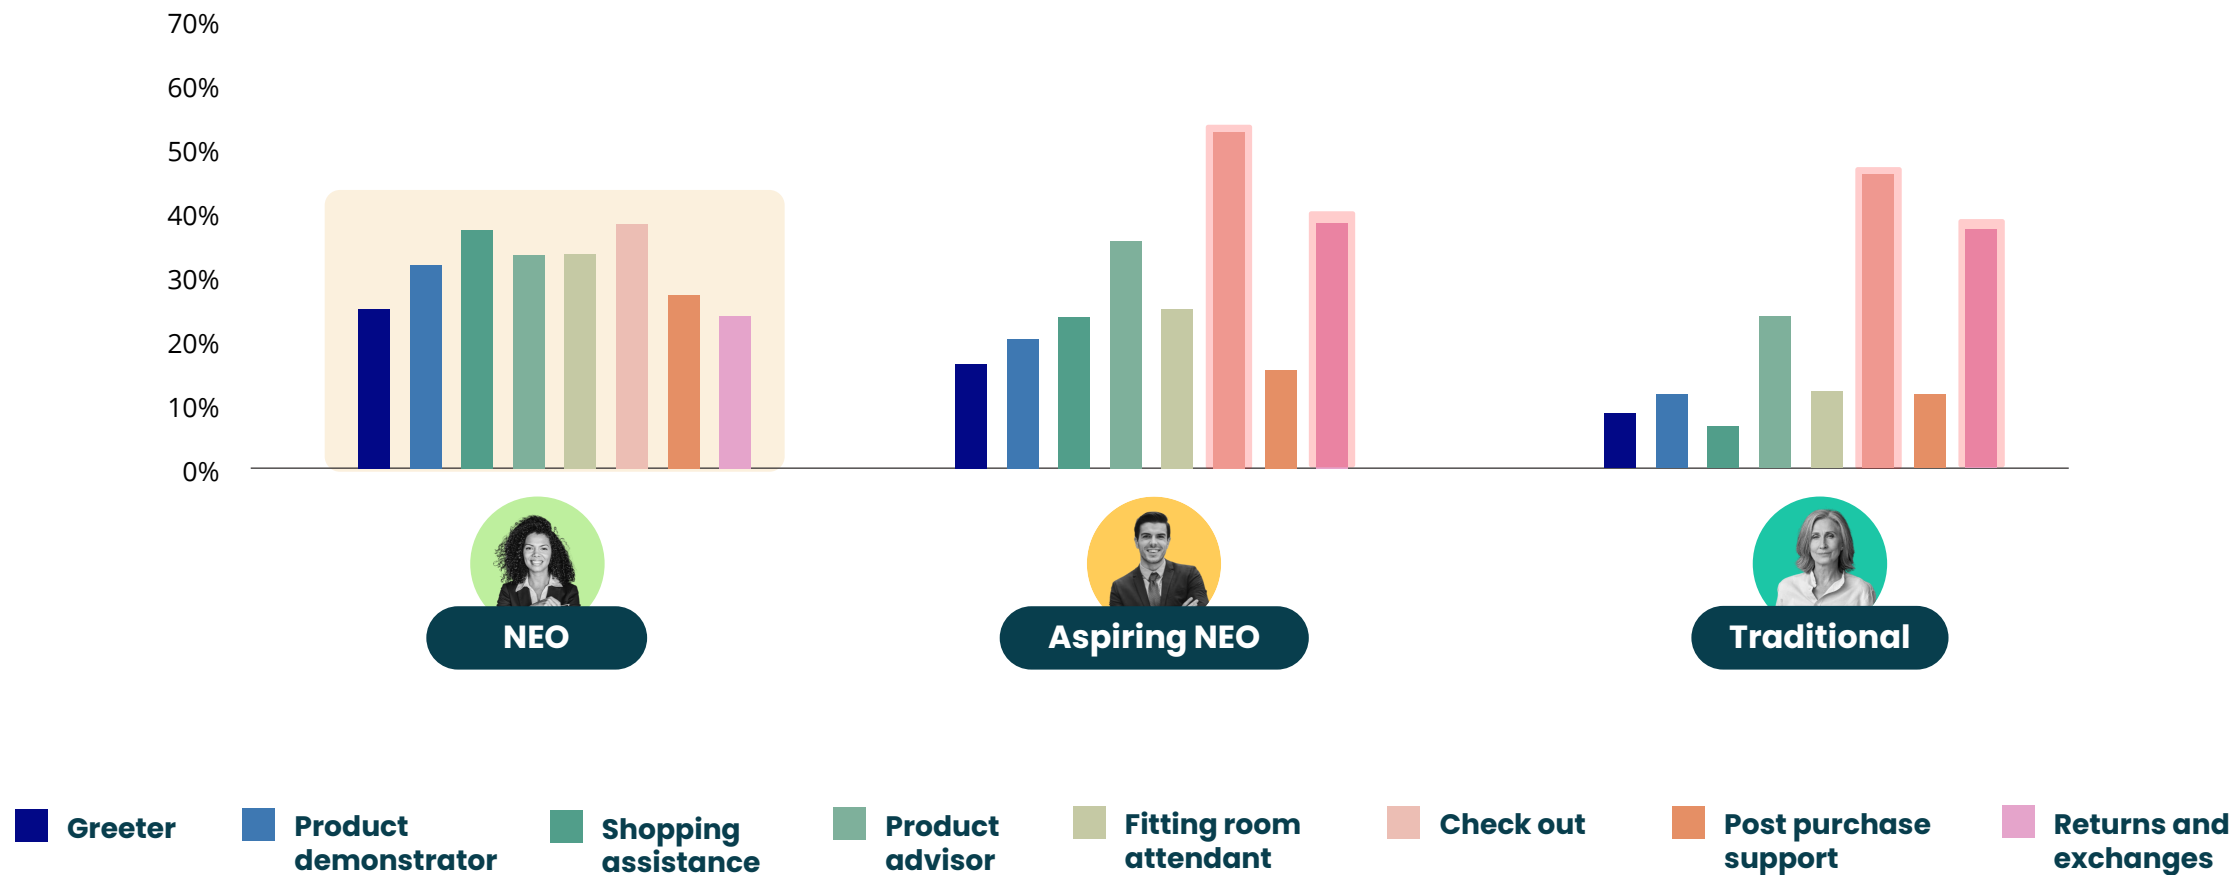 70%
60%
50%
40%
30%
20%
10%
0%
NEO
Aspiring NEO
Traditional
Greeter
Product
demonstrator
Shopping
assistance
Product
advisor
Fitting room
attendant
Check out
Post purchase
support
Returns and
exchanges